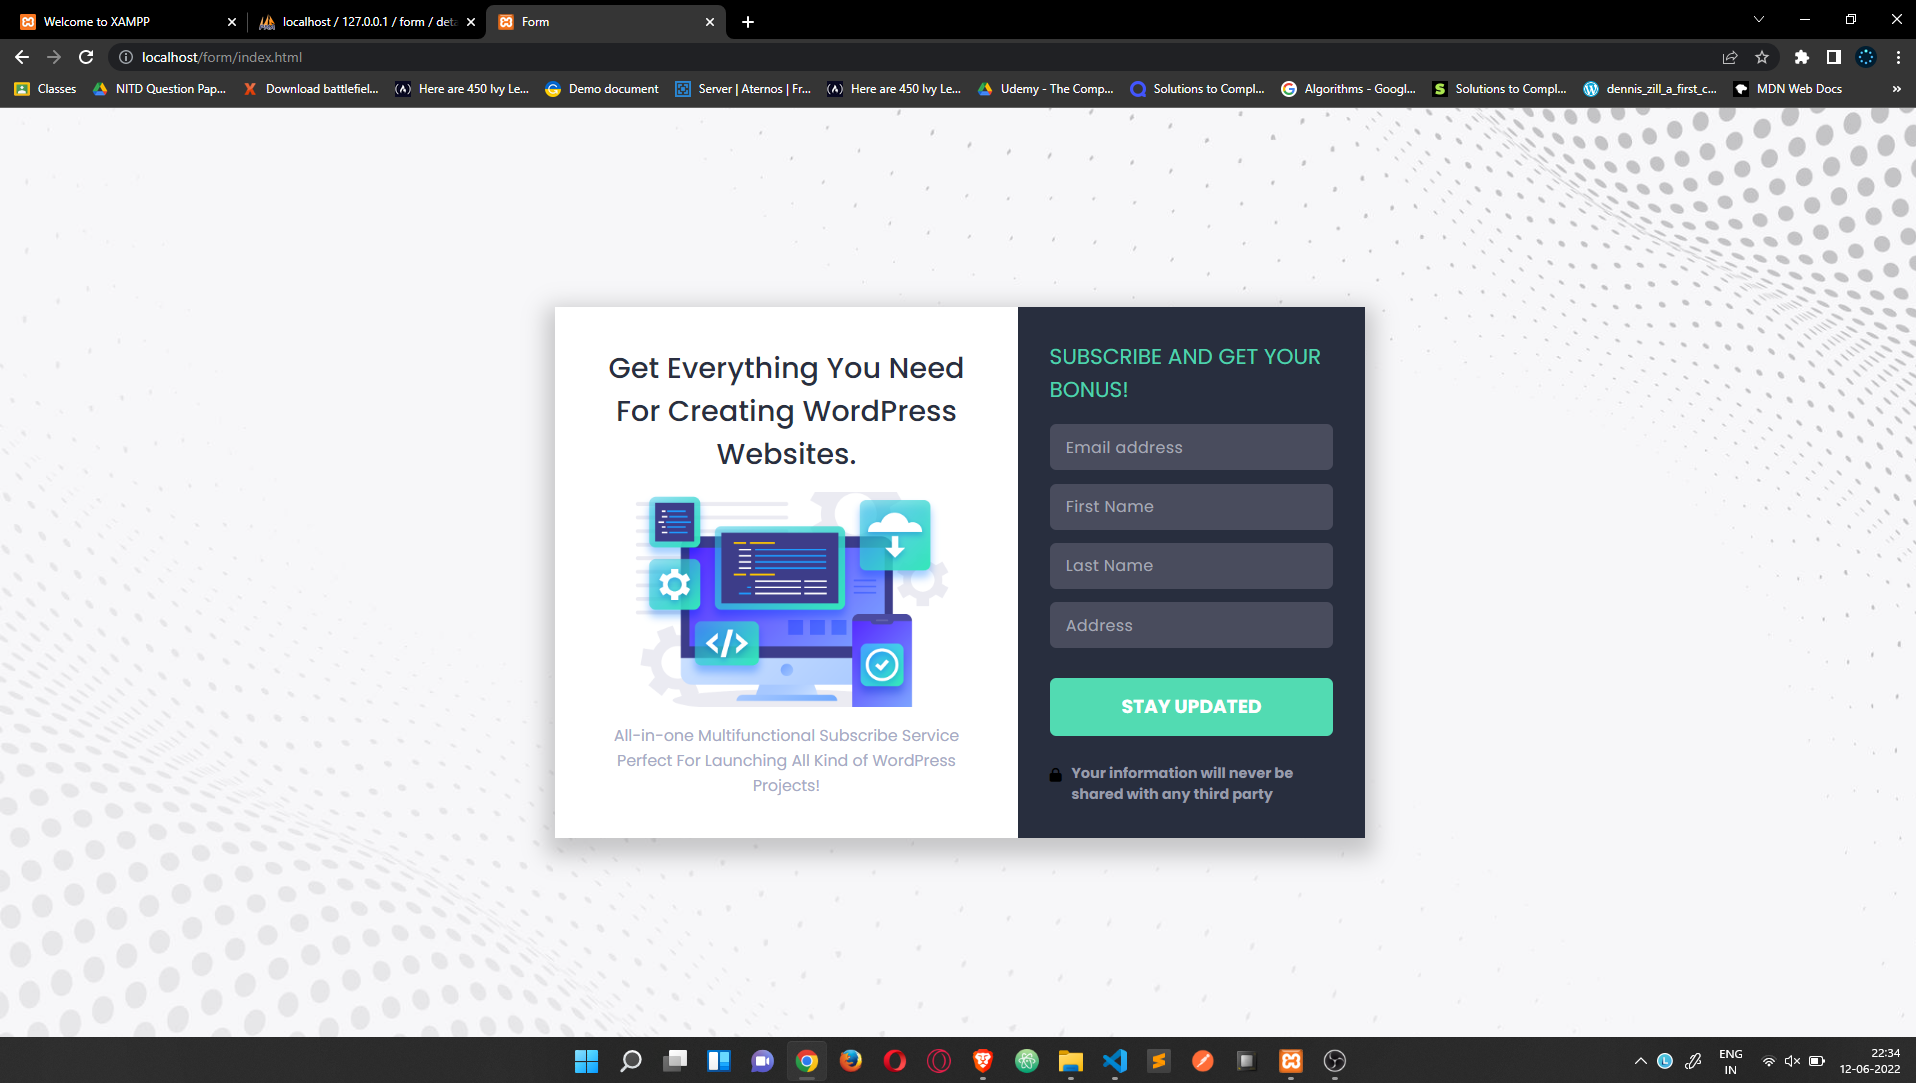 Welcome to XAMPP
localhost / 127.0.0.1 / form / deta
Form
localhost/form/index.html
Classes
NITD Question Pap...
Download battlefiel...
Here are 450 Ivy Le...
Demo document
Server | Aternos | Fr...
Here are 450 Ivy Le...
Udemy - The Comp...
Solutions to Compl...
Algorithms - Googl...
Solutions to Compl...
dennis_zill_a_first_c...
MDN Web Docs
»
Get Everything You Need
For Creating WordPress
Websites.
</>
All-in-one Multifunctional Subscribe Service
Perfect For Launching All Kind of WordPress
Projects!
SUBSCRIBE AND GET YOUR
BONUS!
Email address
First Name
Last Name
Address
STAY UPDATED
Your information will never be
shared with any third party
ENG
IN
22:34
12-06-2022